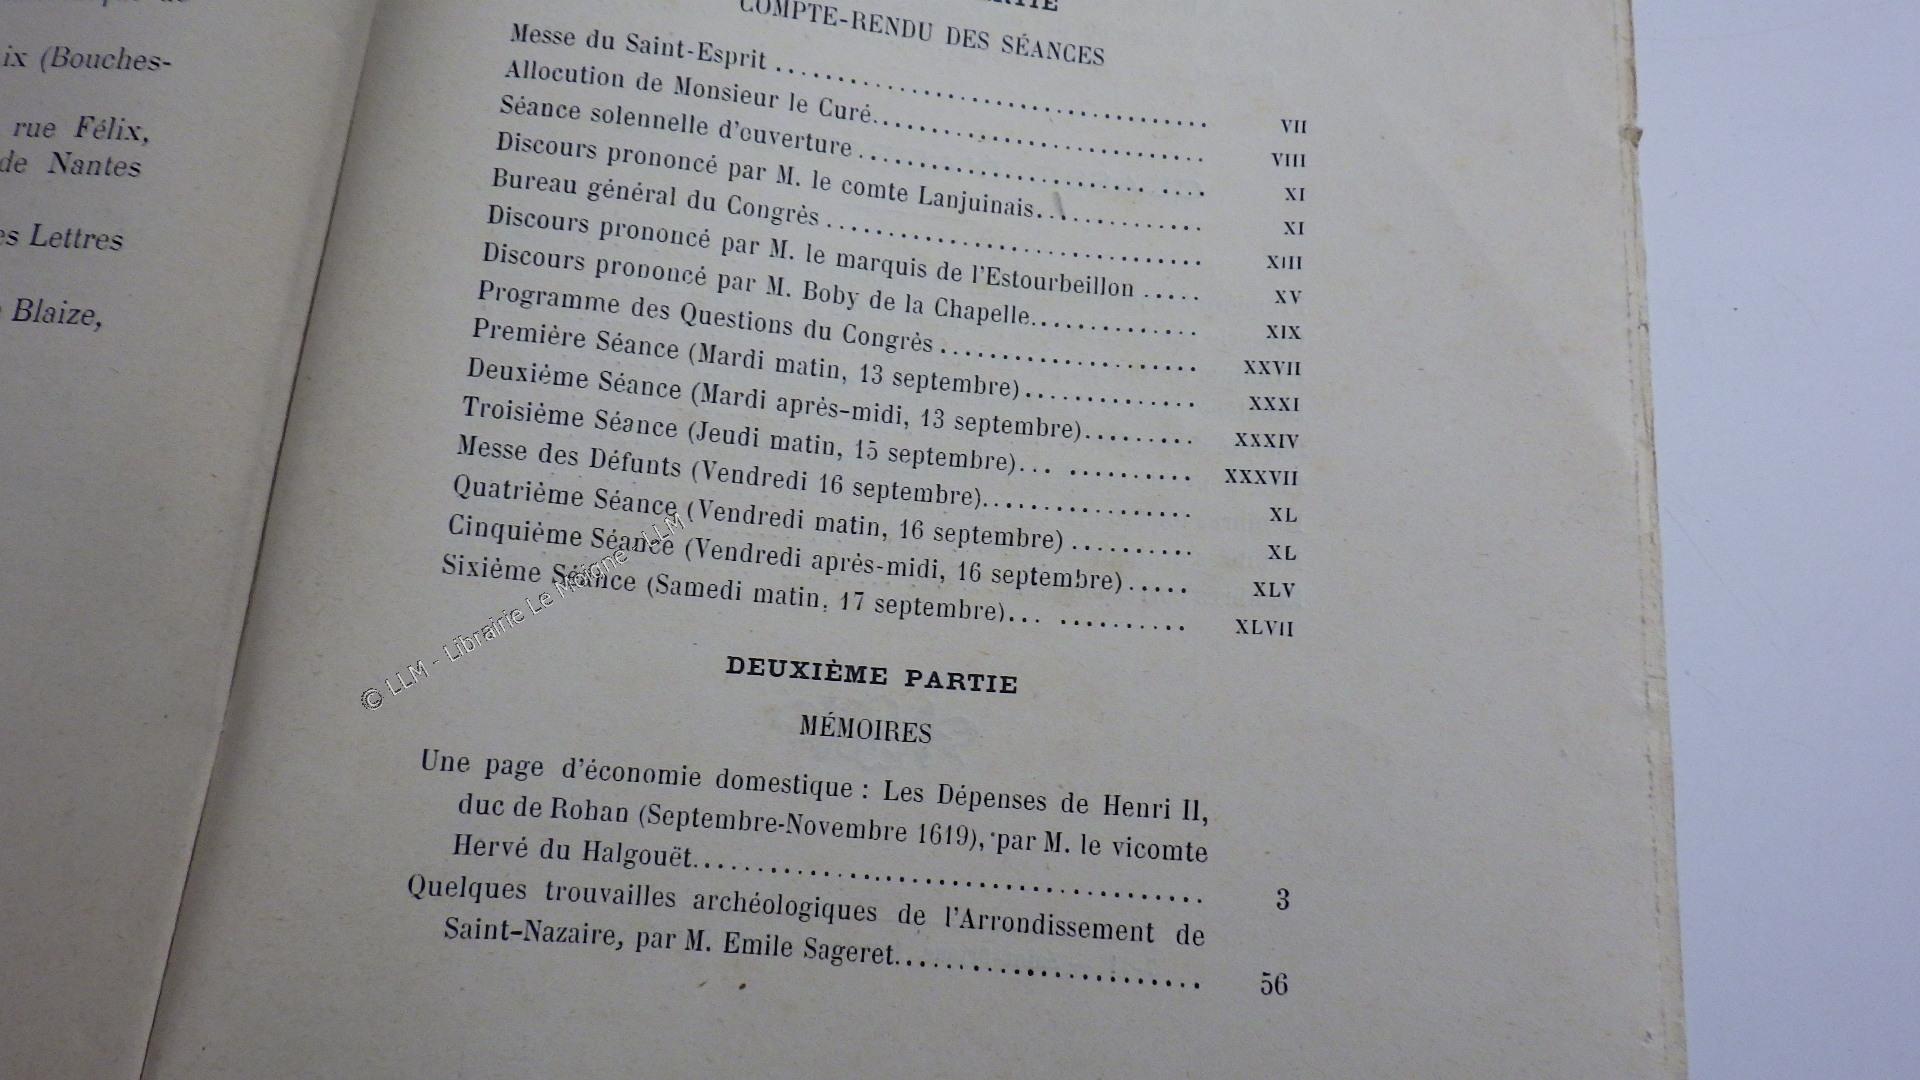 ix (Bouches-
rue Félix,
de Nantes
es Lettres
Blaize,
COMPTE-RENDU DES SÉANCES
Messe du Saint-Esprit ........ VII
Allocution de Monsieur le Curé........ VIII
Séance solennelle d'ouverture ........ XI
Discours prononcé par M. le comte Lanjuinais........ XI
Bureau général du Congrès ........ XIII
Discours prononcé par M. le marquis de l'Estourbeillon ..... XV
Discours prononcé par M. Boby de la Chapelle........ XIX
Programme des Questions du Congrès ........ XXVII
Première Séance (Mardi matin, 13 septembre)........ XXXI
Deuxième Séance (Mardi après-midi, 13 septembre)........ XXXIV
Troisième Séance (Jeudi matin, 15 septembre)... ........ XXXVII
Messe des Défunts (Vendredi 16 septembre)........ XL
Quatrième Séance (Vendredi matin, 16 septembre) ........ XL
Cinquième Séance (Vendredi après-midi, 16 septembre) ..... XLV
Sixième Séance (Samedi matin, 17 septembre)... ........ XLVII
© LLM - Librairie Le Moigne - LLM
DEUXIÈME PARTIE
MÉMOIRES
Une page d'économie domestique : Les Dépenses de Henri II,
duc de Rohan (Septembre-Novembre 1619), par M. le vicomte
Hervé du Halgouët........ 3
Quelques trouvailles archéologiques de l'Arrondissement de
Saint-Nazaire, par M. Emile Sageret........ 56